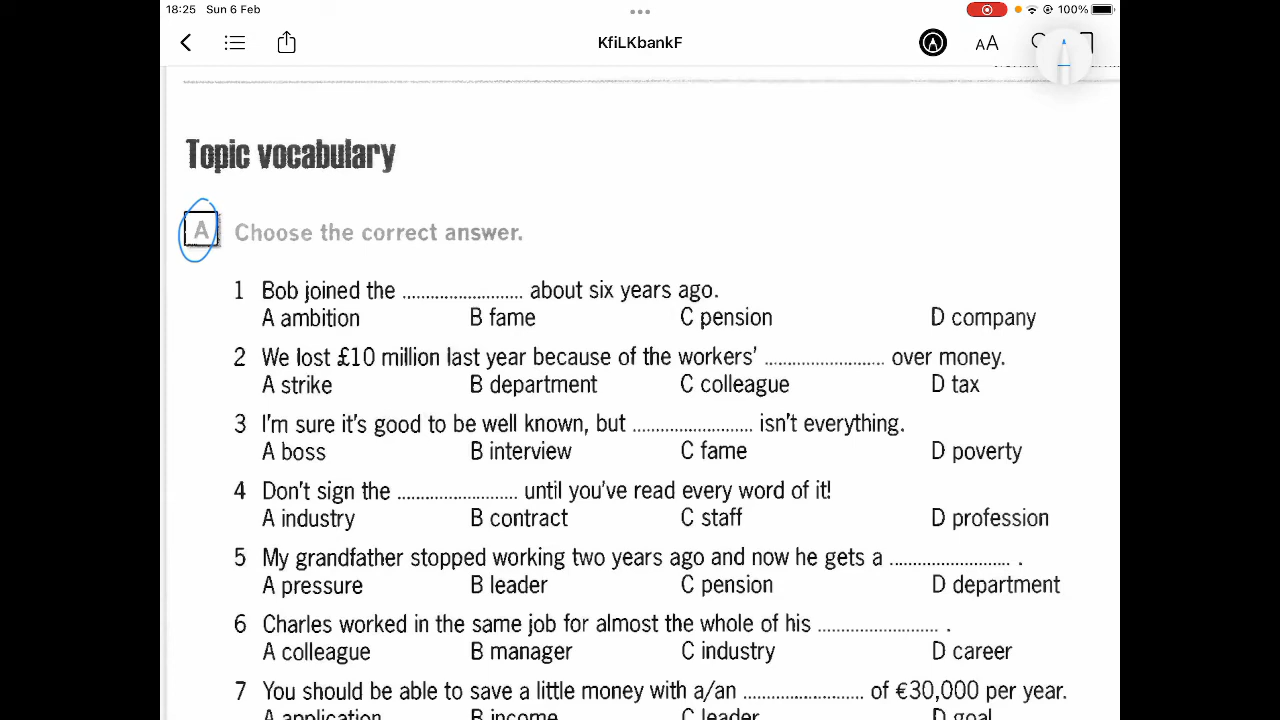 18:25 Sun 6 Feb
100%
KfiLKbankF
AA
Topic vocabulary
A Choose the correct answer.
1 Bob joined the ........................ about six years ago.
A ambition B fame C pension D company
2 We lost £10 million last year because of the workers' ........................ over money.
A strike B department C colleague D tax
3 I'm sure it's good to be well known, but ........................ isn't everything.
A boss B interview C fame D poverty
4 Don't sign the ........................ until you've read every word of it!
A industry B contract C staff D profession
5 My grandfather stopped working two years ago and now he gets a ........................ .
A pressure B leader C pension D department
6 Charles worked in the same job for almost the whole of his ........................ .
A colleague B manager C industry D career
7 You should be able to save a little money with a/an ........................ of €30,000 per year.
A application B income C leader D goal